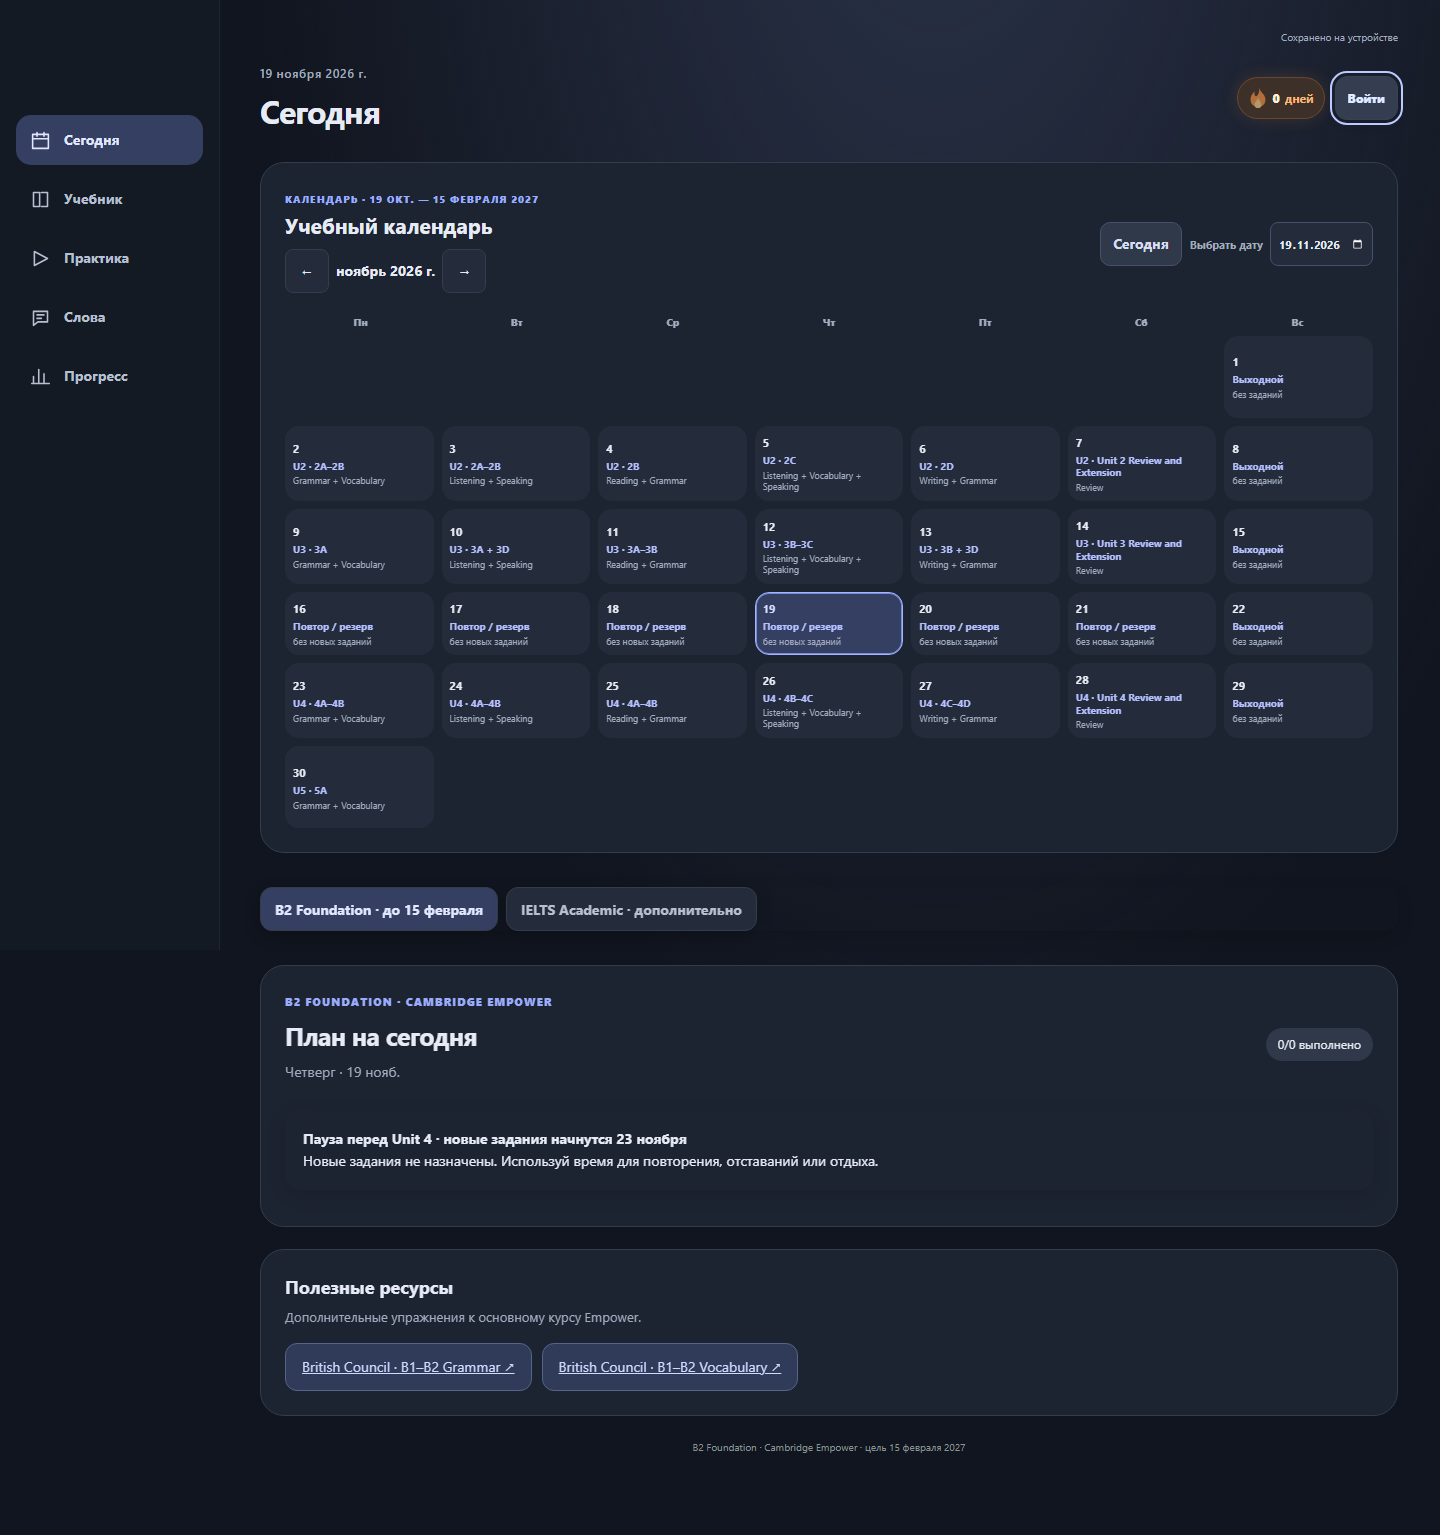 Сохранено на устройстве
19 ноября 2026 г.
Сегодня
0 дней
Войти
Сегодня
Учебник
Практика
Слова
Прогресс
КАЛЕНДАРЬ · 19 ОКТ. — 15 ФЕВРАЛЯ 2027
Учебный календарь
← ноябрь 2026 г. →
Сегодня
Выбрать дату
19.11.2026
Пн Вт Ср Чт Пт Сб Вс
1
Выходной
без заданий
2
U2 · 2A–2B
Grammar + Vocabulary
3
U2 · 2A–2B
Listening + Speaking
4
U2 · 2B
Reading + Grammar
5
U2 · 2C
Listening + Vocabulary +
Speaking
6
U2 · 2D
Writing + Grammar
7
U2 · Unit 2 Review and
Extension
Review
8
Выходной
без заданий
9
U3 · 3A
Grammar + Vocabulary
10
U3 · 3A + 3D
Listening + Speaking
11
U3 · 3A–3B
Reading + Grammar
12
U3 · 3B–3C
Listening + Vocabulary +
Speaking
13
U3 · 3B + 3D
Writing + Grammar
14
U3 · Unit 3 Review and
Extension
Review
15
Выходной
без заданий
16
Повтор / резерв
без новых заданий
17
Повтор / резерв
без новых заданий
18
Повтор / резерв
без новых заданий
19
Повтор / резерв
без новых заданий
20
Повтор / резерв
без новых заданий
21
Повтор / резерв
без новых заданий
22
Выходной
без заданий
23
U4 · 4A–4B
Grammar + Vocabulary
24
U4 · 4A–4B
Listening + Speaking
25
U4 · 4A–4B
Reading + Grammar
26
U4 · 4B–4C
Listening + Vocabulary +
Speaking
27
U4 · 4C–4D
Writing + Grammar
28
U4 · Unit 4 Review and
Extension
Review
29
Выходной
без заданий
30
U5 · 5A
Grammar + Vocabulary
B2 Foundation · до 15 февраля
IELTS Academic · дополнительно
B2 FOUNDATION · CAMBRIDGE EMPOWER
План на сегодня
Четверг · 19 нояб.
0/0 выполнено
Пауза перед Unit 4 · новые задания начнутся 23 ноября
Новые задания не назначены. Используй время для повторения, отставаний или отдыха.
Полезные ресурсы
Дополнительные упражнения к основному курсу Empower.
British Council · B1–B2 Grammar ↗
British Council · B1–B2 Vocabulary ↗
B2 Foundation · Cambridge Empower · цель 15 февраля 2027